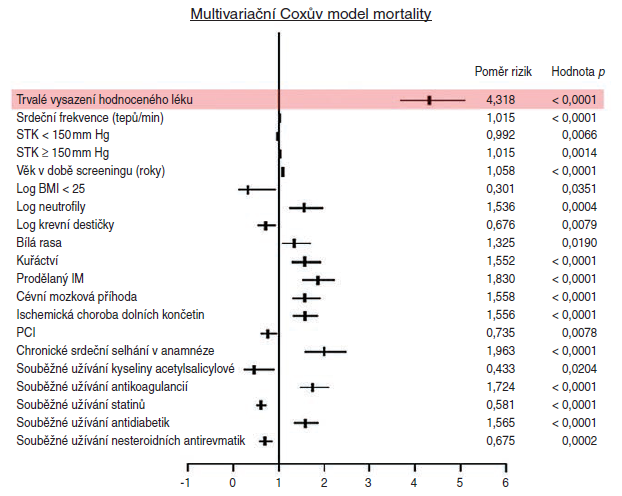 Multivariační Coxův model mortality
Poměr rizik Hodnota p
Trvalé vysazení hodnoceného léku 4,318 < 0,0001
Srdeční frekvence (tepů/min) 1,015 < 0,0001
STK < 150 mm Hg 0,992 0,0066
STK ≥ 150 mm Hg 1,015 0,0014
Věk v době screeningu (roky) 1,058 < 0,0001
Log BMI < 25 0,301 0,0351
Log neutrofily 1,536 0,0004
Log krevní destičky 0,676 0,0079
Bílá rasa 1,325 0,0190
Kuřáctví 1,552 < 0,0001
Prodělaný IM 1,830 < 0,0001
Cévní mozková příhoda 1,558 < 0,0001
Ischemická choroba dolních končetin 1,556 < 0,0001
PCI 0,735 0,0078
Chronické srdeční selhání v anamnéze 1,963 < 0,0001
Souběžné užívání kyseliny acetylsalicylové 0,433 0,0204
Souběžné užívání antikoagulancií 1,724 < 0,0001
Souběžné užívání statinů 0,581 < 0,0001
Souběžné užívání antidiabetik 1,565 < 0,0001
Souběžné užívání nesteroidních antirevmatik 0,675 0,0002
-1 0 1 2 3 4 5 6